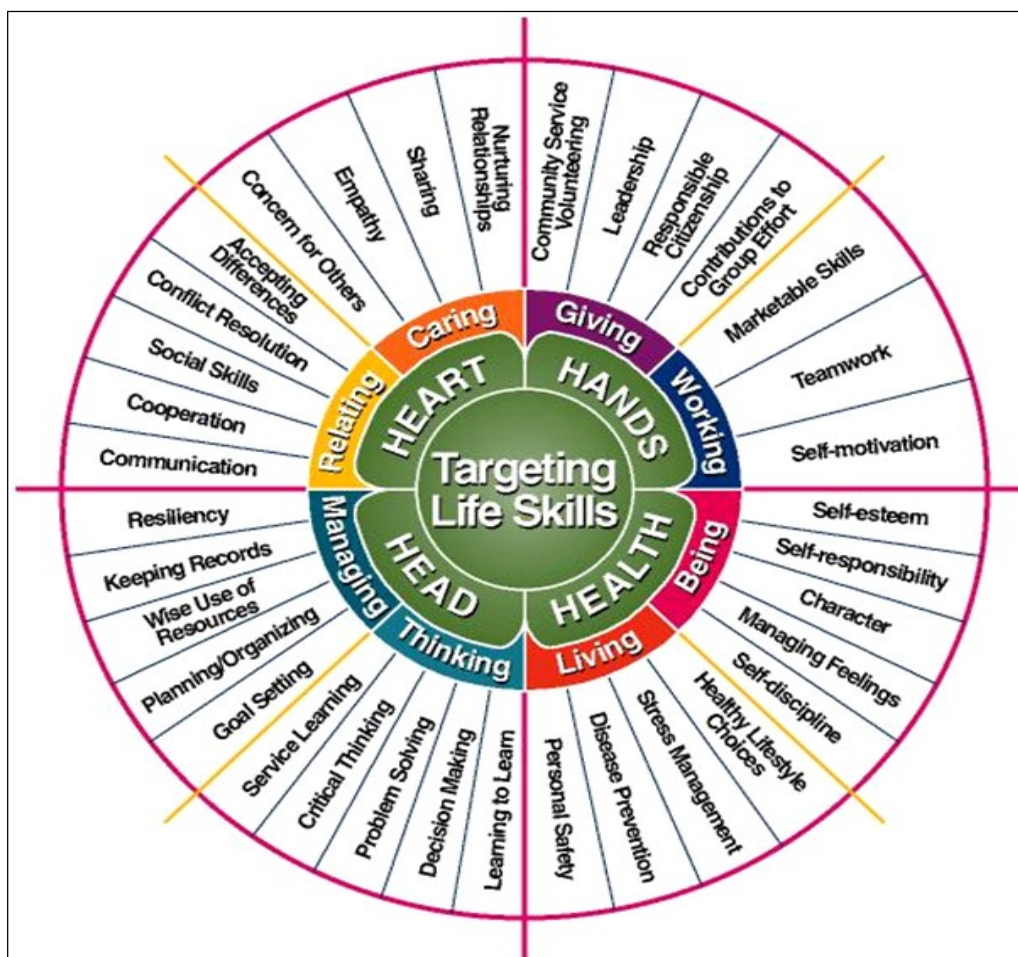 Targeting
Life Skills
HEART
HANDS
HEALTH
HEAD
Relating
Caring
Giving
Working
Being
Living
Thinking
Managing
Communication
Cooperation
Social Skills
Conflict Resolution
Accepting
Differences
Concern for Others
Empathy
Sharing
Nurturing
Relationships
Community Service
Volunteering
Leadership
Responsible
Citizenship
Contributions to
Group Effort
Marketable Skills
Teamwork
Self-motivation
Self-esteem
Self-responsibility
Character
Managing Feelings
Self-discipline
Healthy Lifestyle
Choices
Stress Management
Disease Prevention
Personal Safety
Learning to Learn
Decision Making
Problem Solving
Critical Thinking
Service Learning
Goal Setting
Planning/Organizing
Wise Use of
Resources
Keeping Records
Resiliency